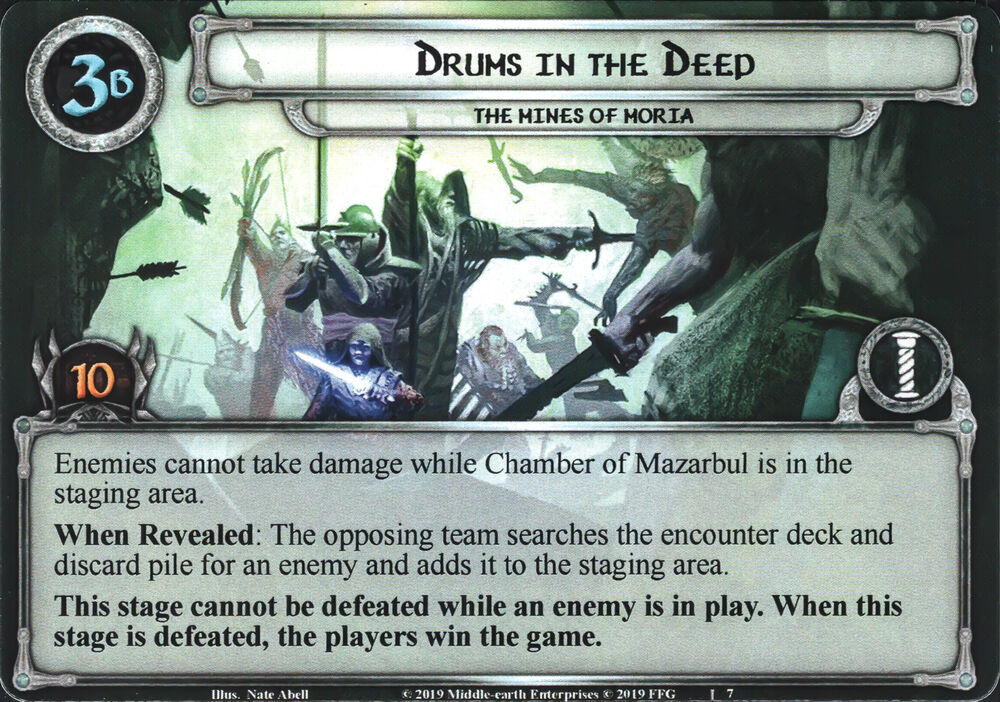 3B
DRUMS IN THE DEEP
THE MINES OF MORIA
10
Enemies cannot take damage while Chamber of Mazarbul is in the
staging area.
When Revealed: The opposing team searches the encounter deck and
discard pile for an enemy and adds it to the staging area.
This stage cannot be defeated while an enemy is in play. When this
stage is defeated, the players win the game.
Illus. Nate Abell © 2019 Middle-earth Enterprises © 2019 FFG 7